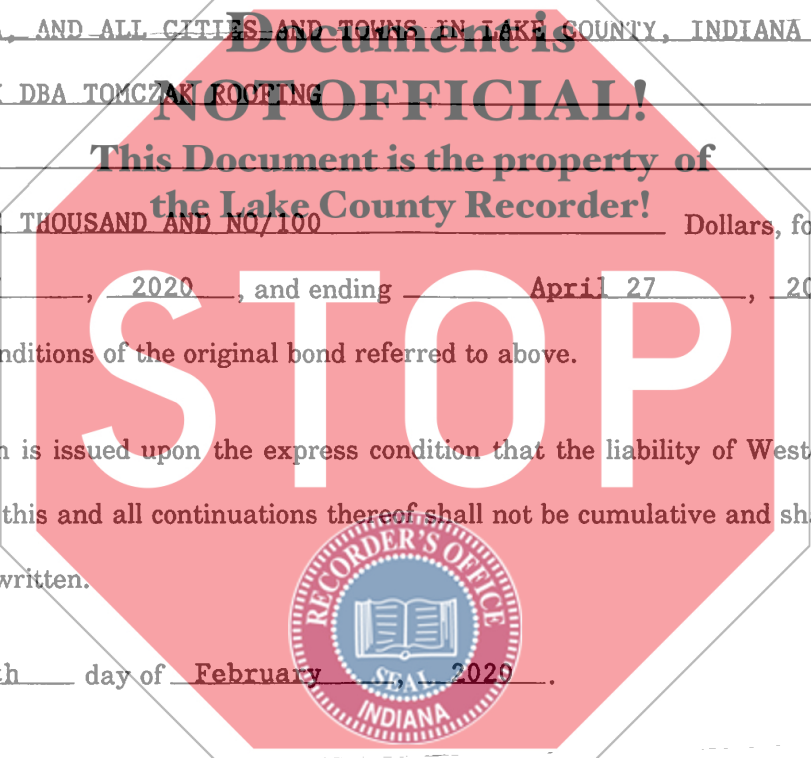 , AND ALL CITIES AND TOWNS IN LAKE COUNTY, INDIANA
Document is
DBA TOMCZAK ROOFING
NOT OFFICIAL!
This Document is the property of
the Lake County Recorder!
THOUSAND AND NO/100 Dollars,
, 2020, and ending April 27, 20
nditions of the original bond referred to above.
STOP
is issued upon the express condition that the liability of West
this and all continuations thereof shall not be cumulative and sh
written.
RECORDER'S OFFICE
SEAL
INDIANA
th day of February, 2020.